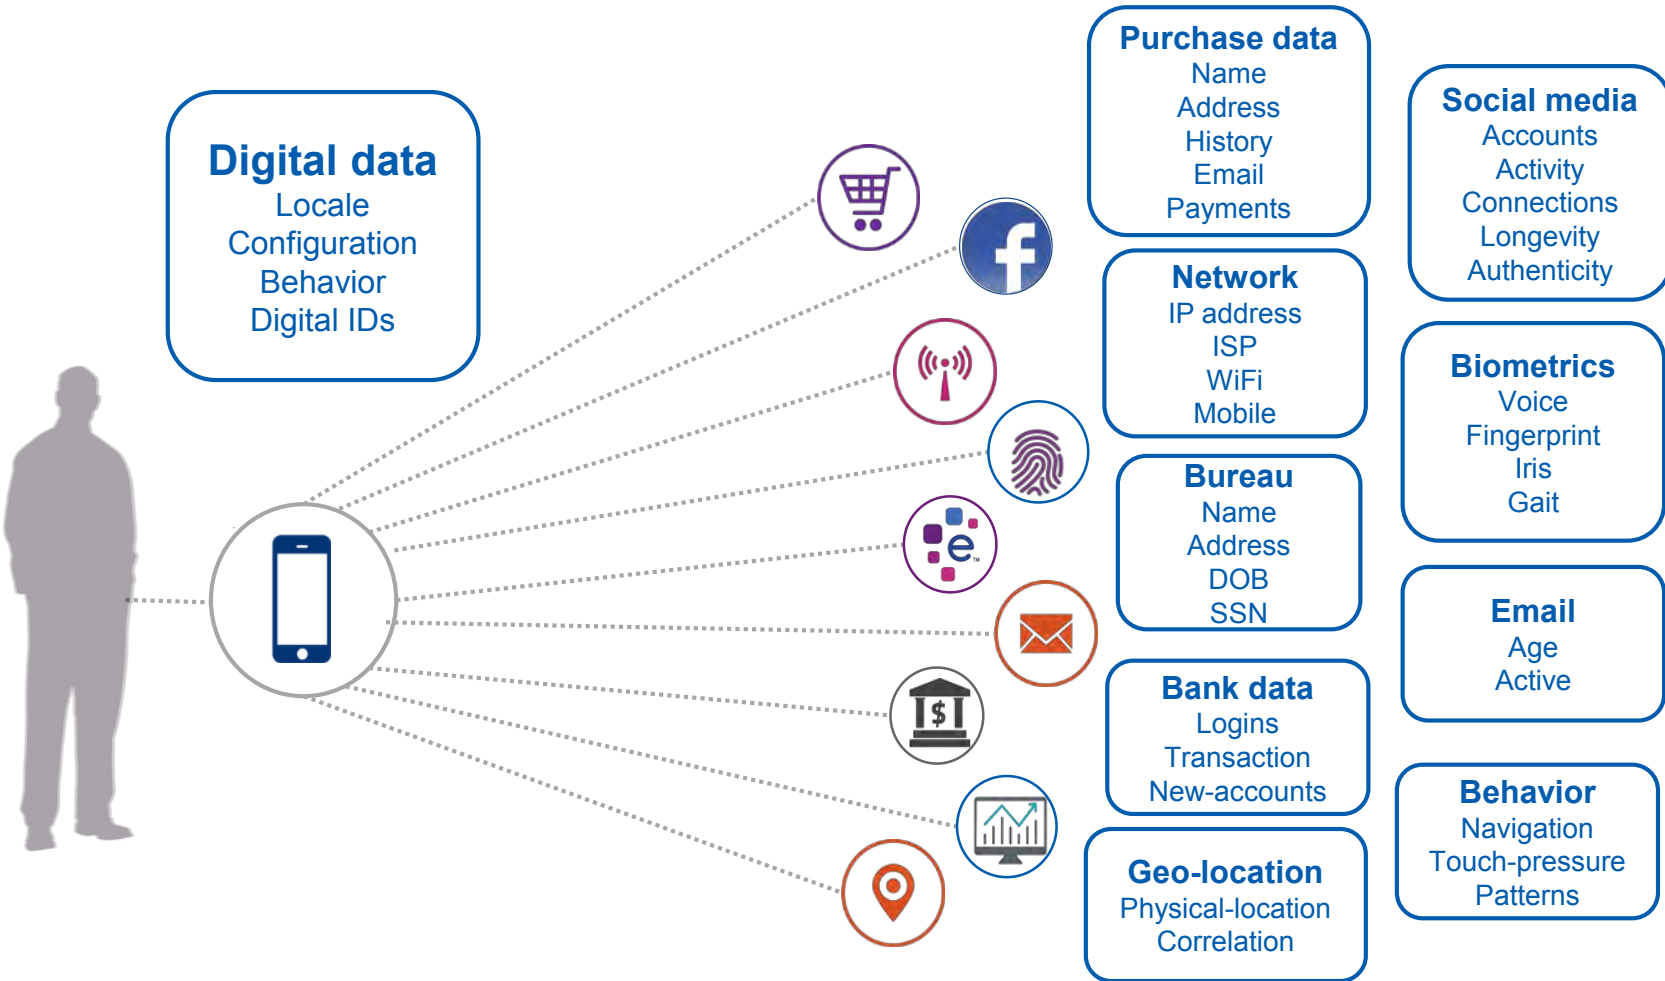 Digital data
Locale
Configuration
Behavior
Digital IDs
Purchase data
Name
Address
History
Email
Payments
Social media
Accounts
Activity
Connections
Longevity
Authenticity
Network
IP address
ISP
WiFi
Mobile
Biometrics
Voice
Fingerprint
Iris
Gait
Bureau
Name
Address
DOB
SSN
Email
Age
Active
Bank data
Logins
Transaction
New-accounts
Behavior
Navigation
Touch-pressure
Patterns
Geo-location
Physical-location
Correlation
f
e™
$